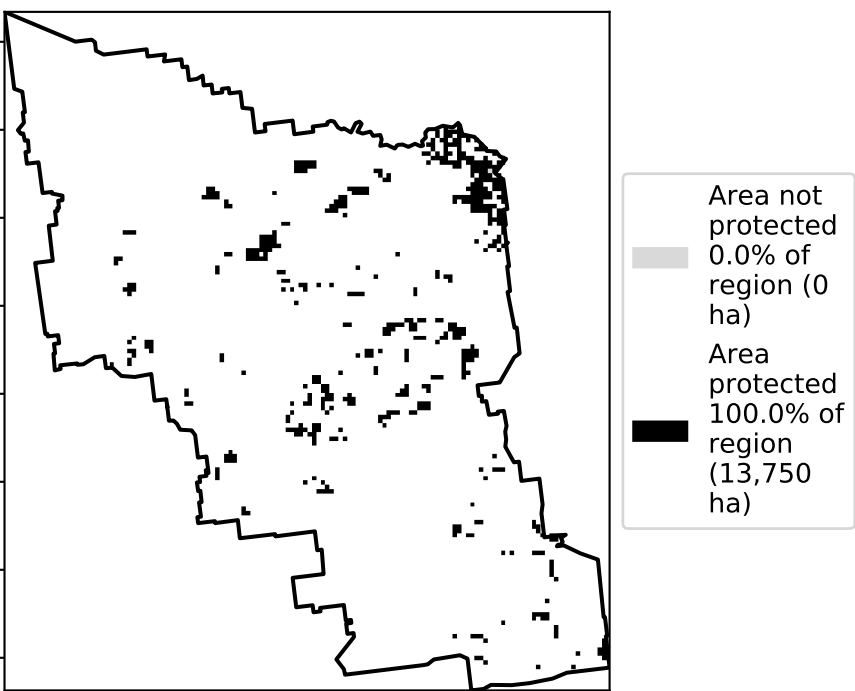 Area not
protected
0.0% of
region (0
ha)
Area
protected
100.0% of
region
(13,750
ha)